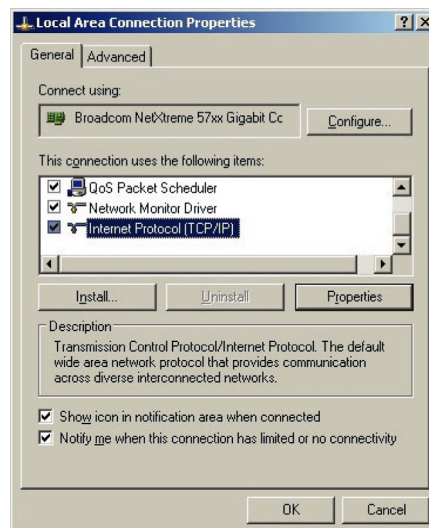 Local Area Connection Properties
General Advanced
Connect using:
Broadcom NetXtreme 57xx Gigabit Cc Configure...
This connection uses the following items:
QoS Packet Scheduler
Network Monitor Driver
Internet Protocol (TCP/IP)
Install... Uninstall Properties
Description
Transmission Control Protocol/Internet Protocol. The default
wide area network protocol that provides communication
across diverse interconnected networks.
Show icon in notification area when connected
Notify me when this connection has limited or no connectivity
OK Cancel